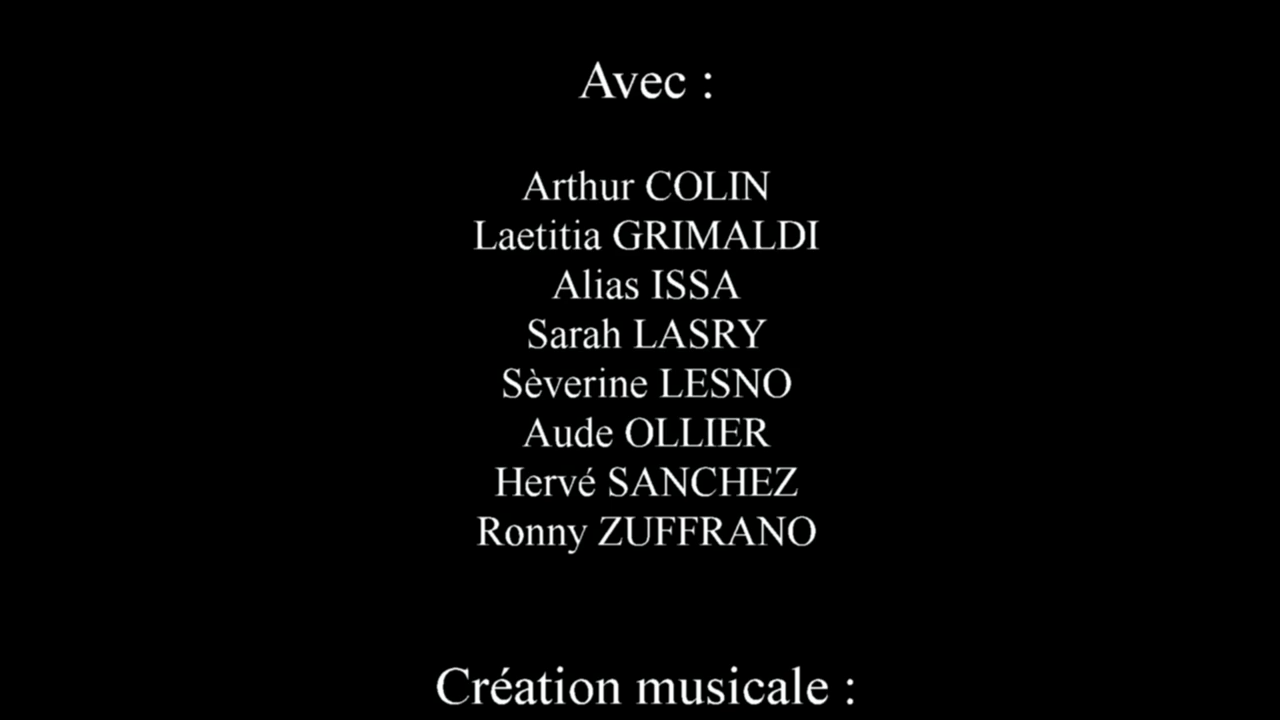 Avec :
Arthur COLIN
Laetitia GRIMALDI
Alias ISSA
Sarah LASRY
Sèverine LESNO
Aude OLLIER
Hervé SANCHEZ
Ronny ZUFFRANO
Création musicale :